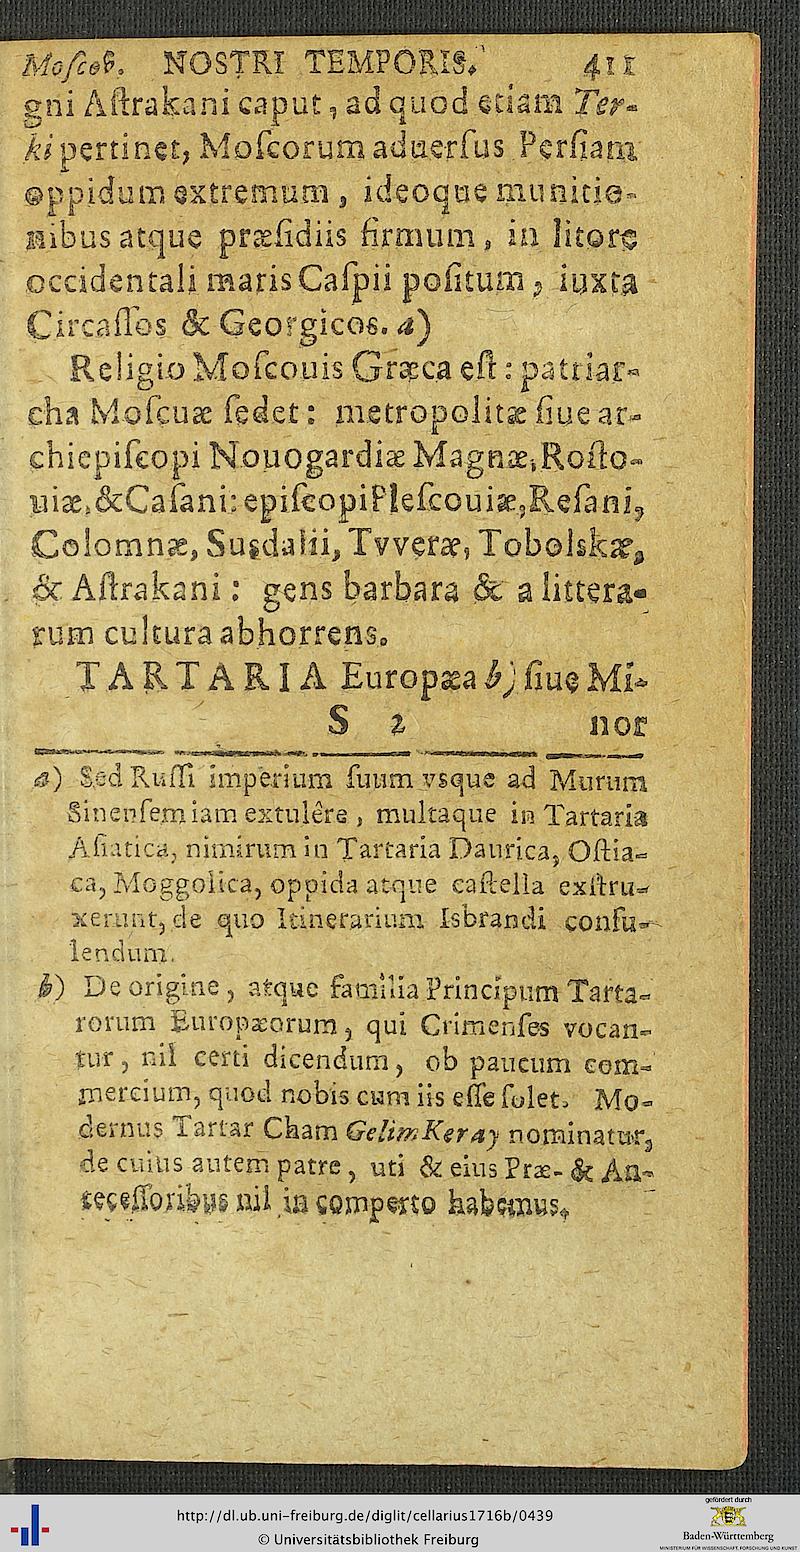 Moſcov. NOSTRI TEMPORIS. 411
gni Aſtrakani caput, ad quod etiam Ter-
ki pertinet, Moſcorum aduerſus Perſiam
oppidum extremum, ideoque munitio-
nibus atque præſidiis firmum, in litore
occidentali maris Caſpii poſitum, iuxta
Circaſſos & Georgicos. a)
Religio Moſcouis Græca eſt: patriar-
cha Moſcuæ ſedet: metropolitæ ſiue ar-
chiepiſcopi Nouogardiæ Magnæ, Roſto-
uiæ, & Caſani: epiſcopi Pleſcouiæ, Reſani,
Colomnæ, Susdalii, Tvveræ, Tobolskæ,
& Aſtrakani: gens barbara & a littera-
rum cultura abhorrens.
TARTARIA Europæa b) ſiue Mi-
S 2 nor
a) Sed Ruſſi imperium ſuum vsque ad Murum
Sinenſem iam extulêre, multaque in Tartaria
Aſiatica, nimirum in Tartaria Daurica, Oſtia-
ca, Moggolica, oppida atque caſtella exſtru-
xerunt, de quo Itinerarium Isbrandi conſu-
lendum.
b) De origine, atque familia Principum Tarta-
rorum Europæorum, qui Crimenſes vocan-
tur, nil certi dicendum, ob paucum com-
mercium, quod nobis cum iis eſſe ſolet. Mo-
dernus Tartar Cham Gelim Keray nominatur,
de cuius autem patre, uti & eius Præ- & An-
teceſſoribus nil in comperto habemus.
http://dl.ub.uni-freiburg.de/diglit/cellarius1716b/0439
© Universitätsbibliothek Freiburg
gefördert durch
Baden-Württemberg
MINISTERIUM FÜR WISSENSCHAFT, FORSCHUNG UND KUNST